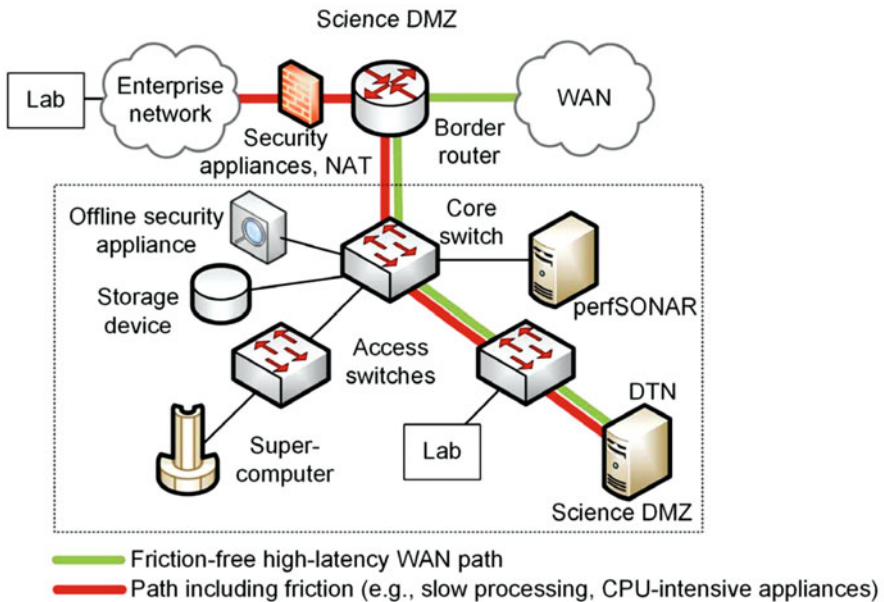 Science DMZ
Lab
Enterprise
network
WAN
Security
appliances, NAT
Border
router
Offline security
appliance
Core
switch
Storage
device
perfSONAR
Access
switches
DTN
Super-
computer
Lab
Science DMZ
Friction-free high-latency WAN path
Path including friction (e.g., slow processing, CPU-intensive appliances)